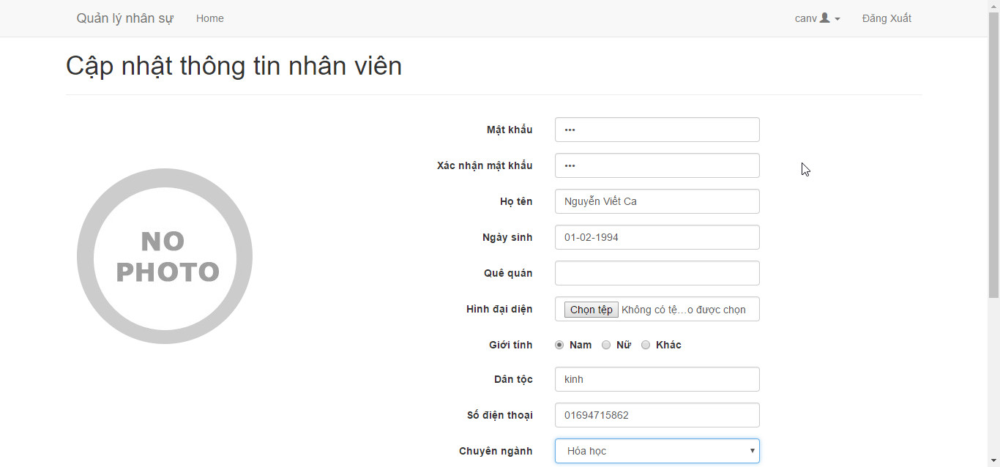 Quản lý nhân sự Home canv Đăng Xuất
Cập nhật thông tin nhân viên
NO
PHOTO
Mật khẩu •••
Xác nhận mật khẩu •••
Họ tên Nguyễn Viết Ca
Ngày sinh 01-02-1994
Quê quán
Hình đại diện Chọn tệp Không có tệ…o được chọn
Giới tính Nam Nữ Khác
Dân tộc kinh
Số điện thoại 01694715862
Chuyên ngành Hóa học